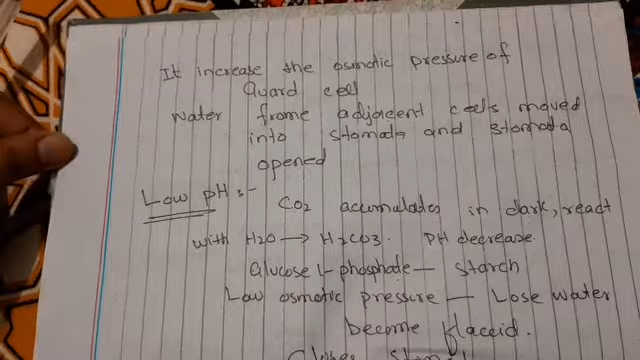 It increase the osmotic pressure of
Guard cell
Water frome adjacent cells moved
into stomata and stomata
opened
Low pH :-
CO2 accumulates in dark, react
with H2O → H2CO3. PH decrease.
Glucose 1-phosphate — starch
Low osmotic pressure — Lose water
become flaccid.